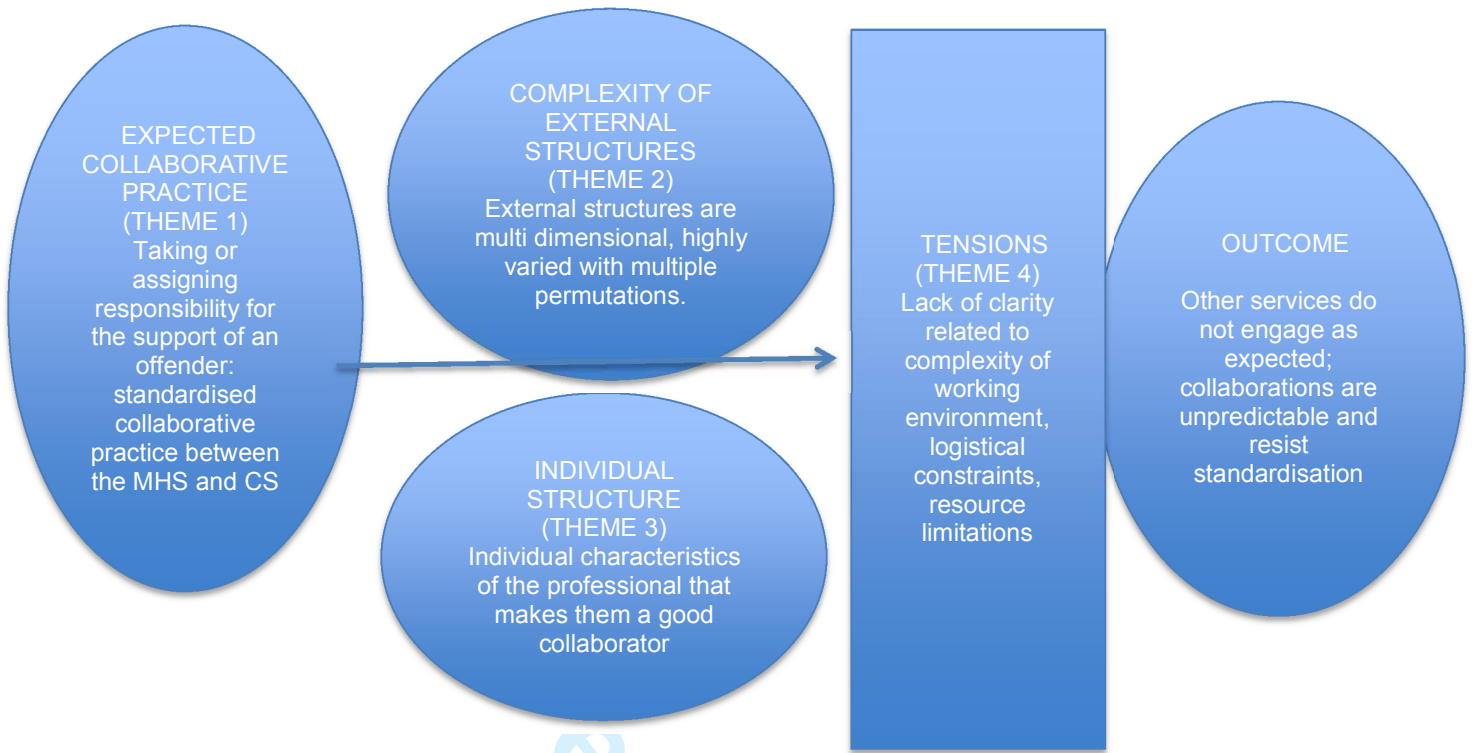 EXPECTED
COLLABORATIVE
PRACTICE
(THEME 1)
Taking or
assigning
responsibility for
the support of an
offender:
standardised
collaborative
practice between
the MHS and CS
COMPLEXITY OF
EXTERNAL
STRUCTURES
(THEME 2)
External structures are
multi dimensional, highly
varied with multiple
permutations.
INDIVIDUAL
STRUCTURE
(THEME 3)
Individual characteristics
of the professional that
makes them a good
collaborator
TENSIONS
(THEME 4)
Lack of clarity
related to
complexity of
working
environment,
logistical
constraints,
resource
limitations
OUTCOME
Other services do
not engage as
expected;
collaborations are
unpredictable and
resist
standardisation